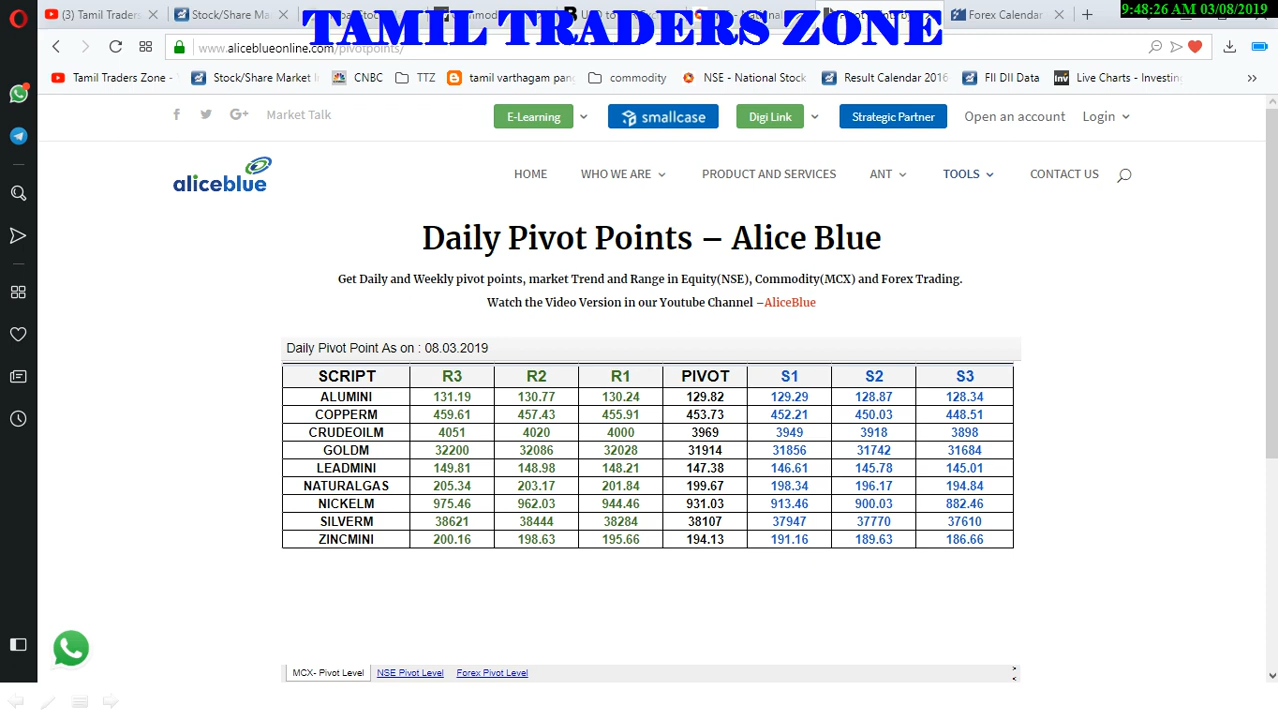 9:48:26 AM 03/08/2019
TAMIL TRADERS ZONE
(3) Tamil Traders
Stock/Share Ma
Forex Calendar
www.aliceblueonline.com/pivotpoints/
Tamil Traders Zone -
Stock/Share Market I
CNBC
TTZ
tamil varthagam pang
commodity
NSE - National Stock
Result Calendar 2016
FII DII Data
Live Charts - Investing
Market Talk
E-Learning
smallcase
Digi Link
Strategic Partner
Open an account
Login
aliceblue
HOME
WHO WE ARE
PRODUCT AND SERVICES
ANT
TOOLS
CONTACT US
Daily Pivot Points – Alice Blue
Get Daily and Weekly pivot points, market Trend and Range in Equity(NSE), Commodity(MCX) and Forex Trading.
Watch the Video Version in our Youtube Channel –AliceBlue
Daily Pivot Point As on : 08.03.2019
SCRIPT R3 R2 R1 PIVOT S1 S2 S3
ALUMINI 131.19 130.77 130.24 129.82 129.29 128.87 128.34
COPPERM 459.61 457.43 455.91 453.73 452.21 450.03 448.51
CRUDEOILM 4051 4020 4000 3969 3949 3918 3898
GOLDM 32200 32086 32028 31914 31856 31742 31684
LEADMINI 149.81 148.98 148.21 147.38 146.61 145.78 145.01
NATURALGAS 205.34 203.17 201.84 199.67 198.34 196.17 194.84
NICKELM 975.46 962.03 944.46 931.03 913.46 900.03 882.46
SILVERM 38621 38444 38284 38107 37947 37770 37610
ZINCMINI 200.16 198.63 195.66 194.13 191.16 189.63 186.66
MCX- Pivot Level
NSE Pivot Level
Forex Pivot Level